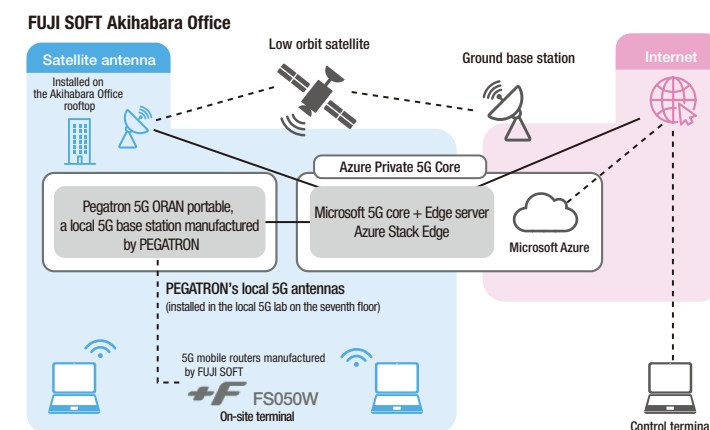 FUJI SOFT Akihabara Office
Satellite antenna
Installed on
the Akihabara Office
rooftop
Low orbit satellite
Ground base station
Internet
Azure Private 5G Core
Pegatron 5G ORAN portable,
a local 5G base station manufactured
by PEGATRON
Microsoft 5G core + Edge server
Azure Stack Edge
Microsoft Azure
PEGATRON's local 5G antennas
(installed in the local 5G lab on the seventh floor)
5G mobile routers manufactured
by FUJI SOFT
+F FS050W
On-site terminal
Control termina